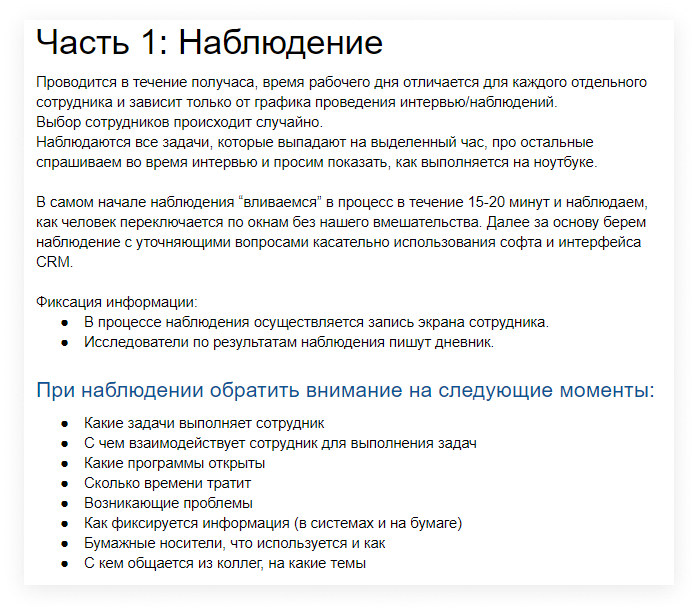 Часть 1: Наблюдение
Проводится в течение получаса, время рабочего дня отличается для каждого отдельного
сотрудника и зависит только от графика проведения интервью/наблюдений.
Выбор сотрудников происходит случайно.
Наблюдаются все задачи, которые выпадают на выделенный час, про остальные
спрашиваем во время интервью и просим показать, как выполняется на ноутбуке.
В самом начале наблюдения “вливаемся” в процесс в течение 15-20 минут и наблюдаем,
как человек переключается по окнам без нашего вмешательства. Далее за основу берем
наблюдение с уточняющими вопросами касательно использования софта и интерфейса
CRM.
Фиксация информации:
● В процессе наблюдения осуществляется запись экрана сотрудника.
● Исследователи по результатам наблюдения пишут дневник.
При наблюдении обратить внимание на следующие моменты:
● Какие задачи выполняет сотрудник
● С чем взаимодействует сотрудник для выполнения задач
● Какие программы открыты
● Сколько времени тратит
● Возникающие проблемы
● Как фиксируется информация (в системах и на бумаге)
● Бумажные носители, что используется и как
● С кем общается из коллег, на какие темы